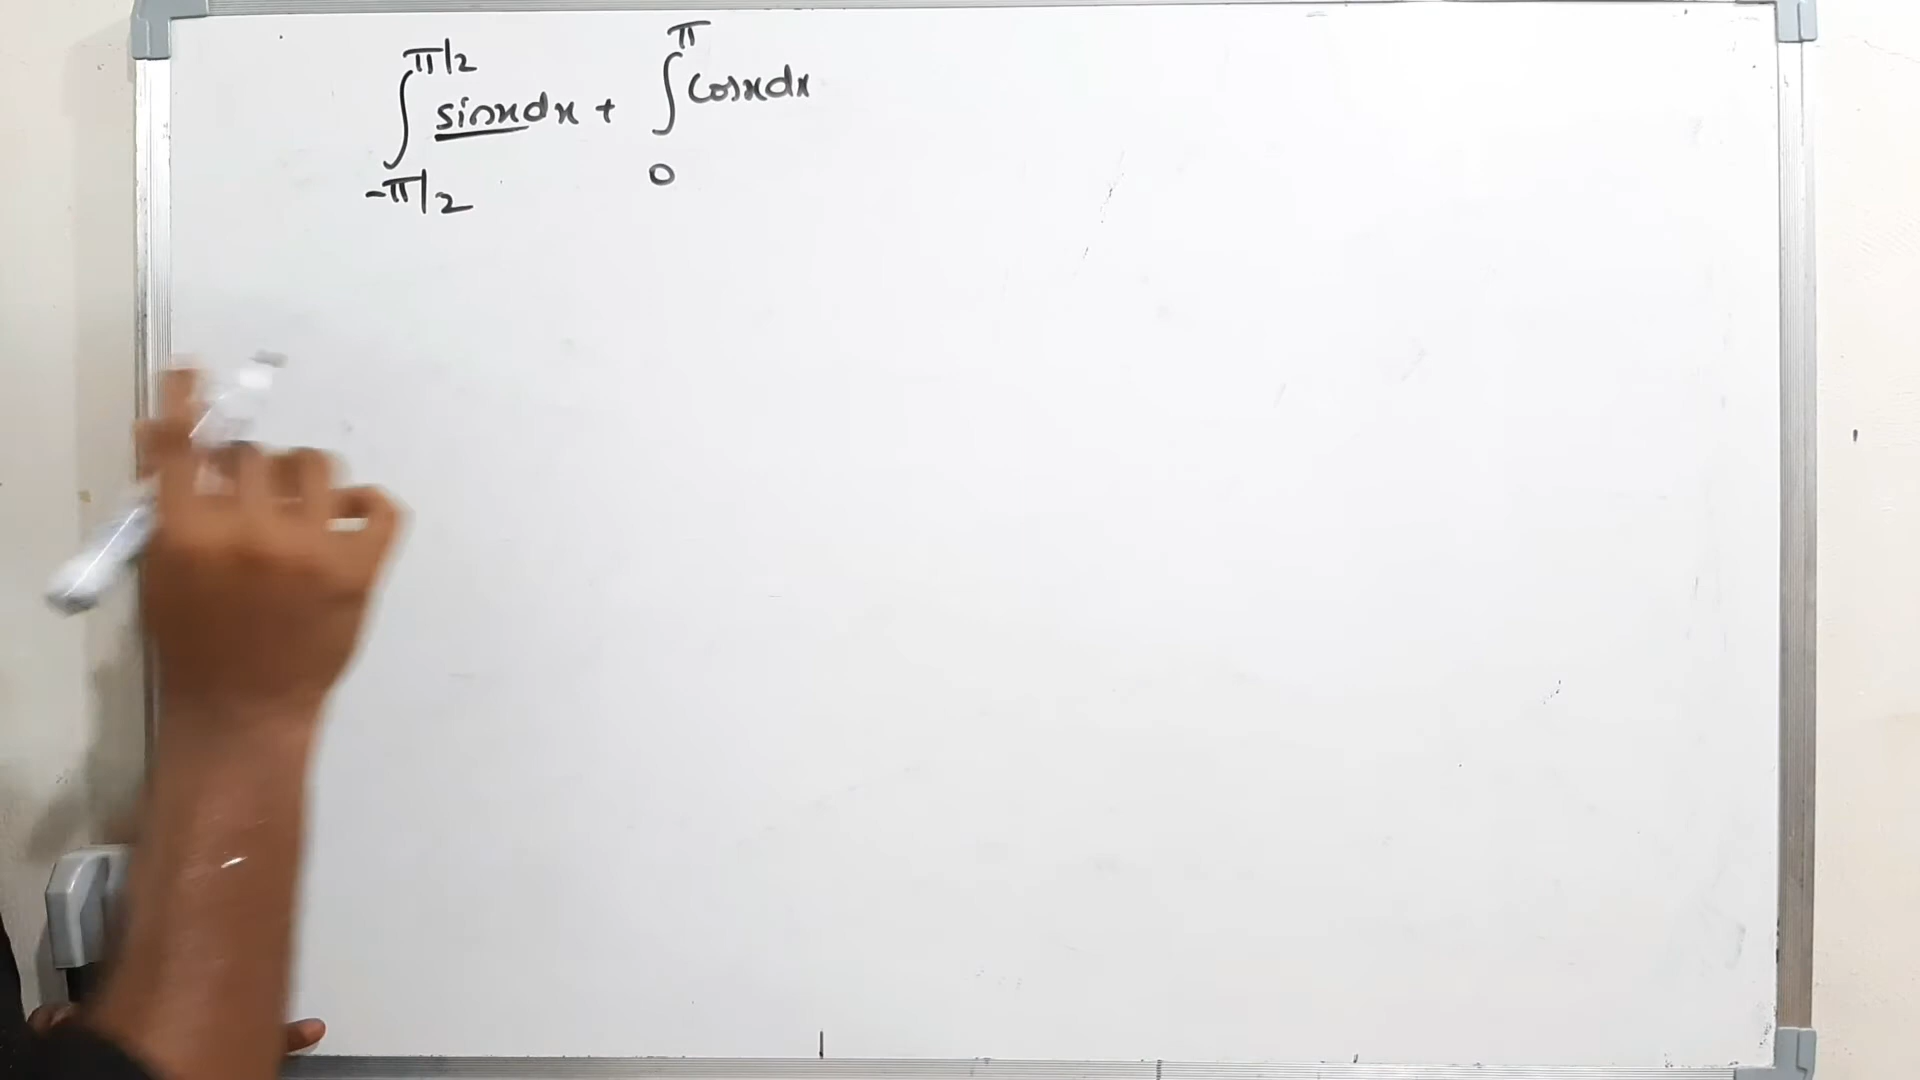 ∫_{-π/2}^{π/2} sinx dx + ∫_{0}^{π} cosx dx